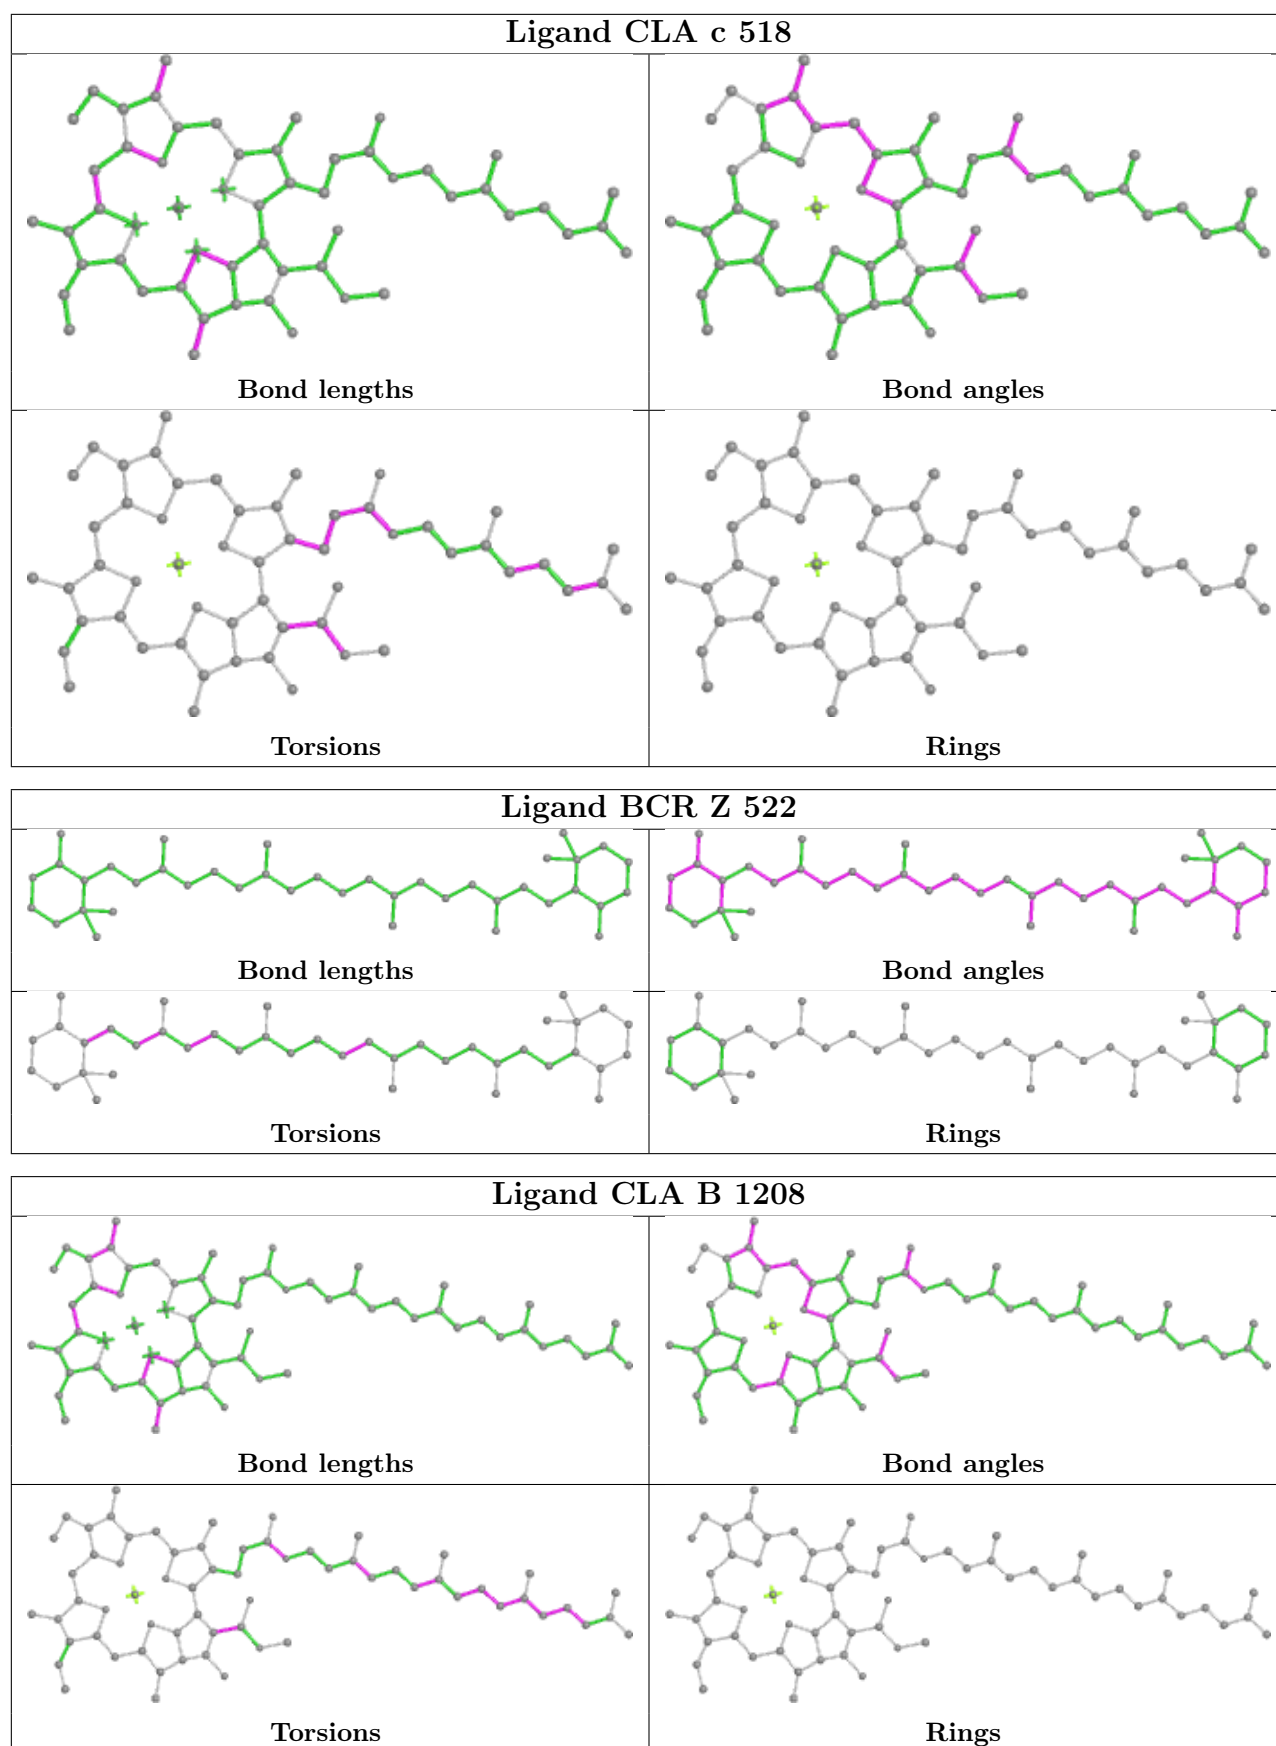 Ligand CLA c 518
Bond lengths
Bond angles
Torsions
Rings
Ligand BCR Z 522
Bond lengths
Bond angles
Torsions
Rings
Ligand CLA B 1208
Bond lengths
Bond angles
Torsions
Rings